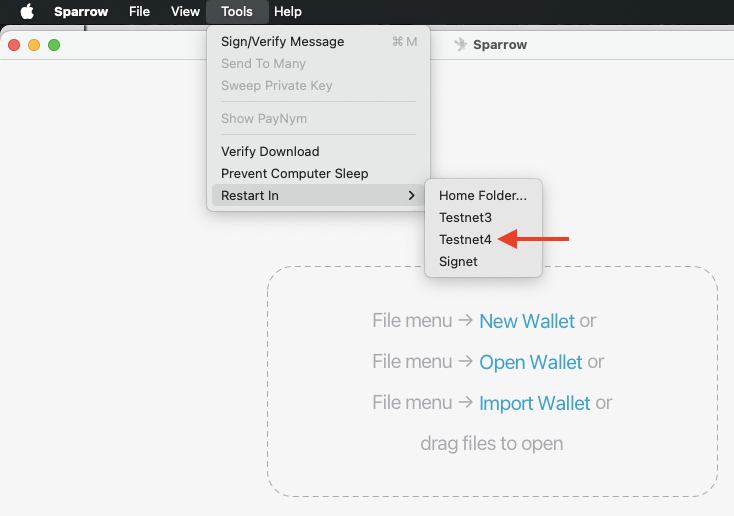 Sparrow File View Tools Help
Sparrow
Sign/Verify Message ⌘ M
Send To Many
Sweep Private Key
Show PayNym
Verify Download
Prevent Computer Sleep
Restart In
Home Folder...
Testnet3
Testnet4
Signet
File menu → New Wallet or
File menu → Open Wallet or
File menu → Import Wallet or
drag files to open